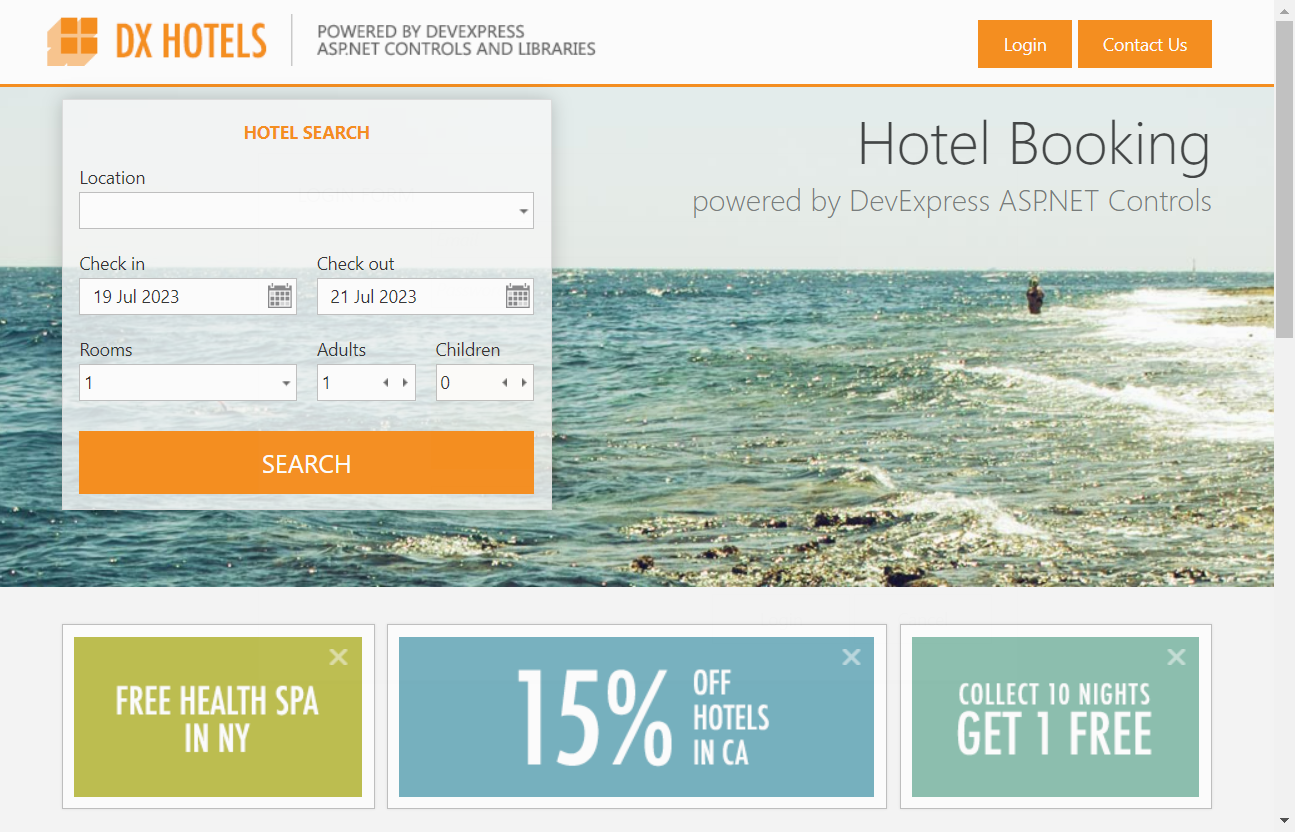 DX HOTELS
POWERED BY DEVEXPRESS
ASP.NET CONTROLS AND LIBRARIES
Login
Contact Us
HOTEL SEARCH
Location
Check in
Check out
19 Jul 2023
21 Jul 2023
Rooms
Adults
Children
1
1
0
SEARCH
Hotel Booking
powered by DevExpress ASP.NET Controls
FREE HEALTH SPA
IN NY
15%
OFF
HOTELS
IN CA
COLLECT 10 NIGHTS
GET 1 FREE